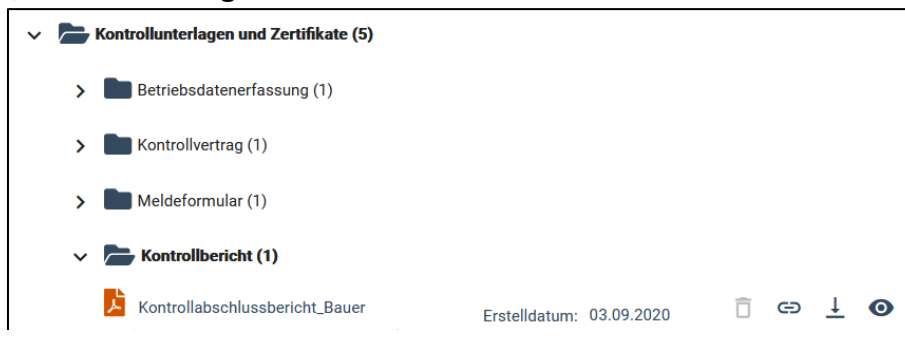 Kontrollunterlagen und Zertifikate (5)
Betriebsdatenerfassung (1)
Kontrollvertrag (1)
Meldeformular (1)
Kontrollbericht (1)
Kontrollabschlussbericht_Bauer Erstelldatum: 03.09.2020